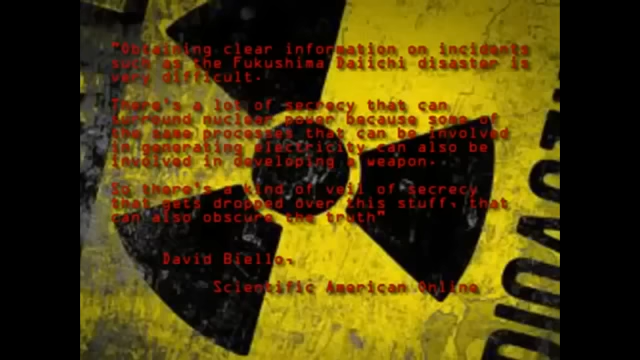 "Obtaining clear information on incidents
such as the Fukushima Daiichi disaster is
very difficult.
There's a lot of secrecy that can
surround nuclear power because some of
the same processes that can be involved
in generating electricity can also be
involved in developing a weapon.
So there's a kind of veil of secrecy
that gets dropped over this stuff, that
can also obscure the truth"
David Biello,
Scientific American Online